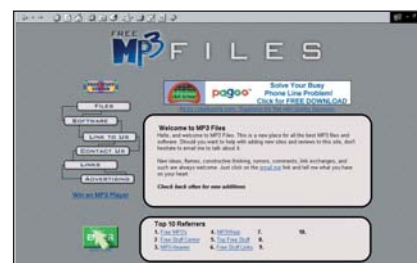 FREE
MP3 FILES
FILES
SOFTWARE
LINK TO US
CONTACT US
LINKS
ADVERTISING
Win an MP3 Player
pagoo
Solve Your Busy
Phone Line Problem!
Click for FREE DOWNLOAD
Welcome to MP3 Files
Hello, and welcome to MP3 Files. This is a new place for all the best MP3 files and
software. Should you want to help with adding new sites and reviews to this site, don't
hesitate to email me to talk about it.
New ideas, flames, constructive thinking, rumors, comments, link exchanges, and
such are always welcome. Just click on the email me link and tell me what you have
on your heart.
Check back often for new additions
Top 10 Referrers
1. Free MP3's 4. MP3Weal 7. 10.
2. Free Stuff Center 5. Top Free Stuff 8.
3. MP3 Heaven 6. Free Stuff Links 9.